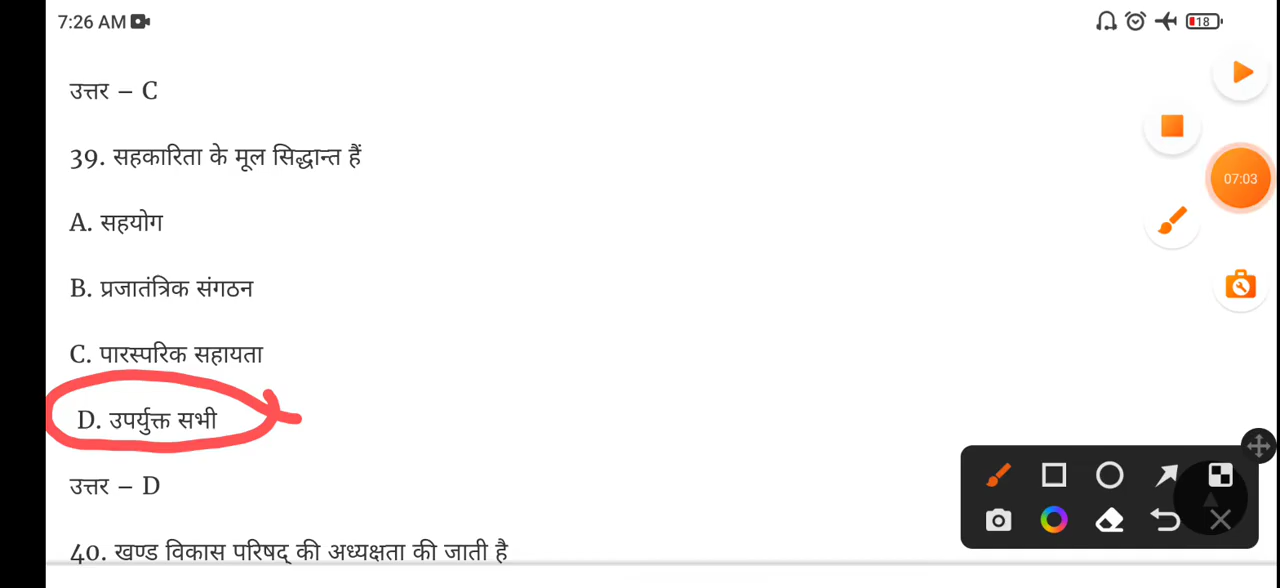 7:26 AM
18
उत्तर – C
07:03
39. सहकारिता के मूल सिद्धान्त हैं
A. सहयोग
B. प्रजातंत्रिक संगठन
C. पारस्परिक सहायता
D. उपर्युक्त सभी
उत्तर – D
40. खण्ड विकास परिषद् की अध्यक्षता की जाती है